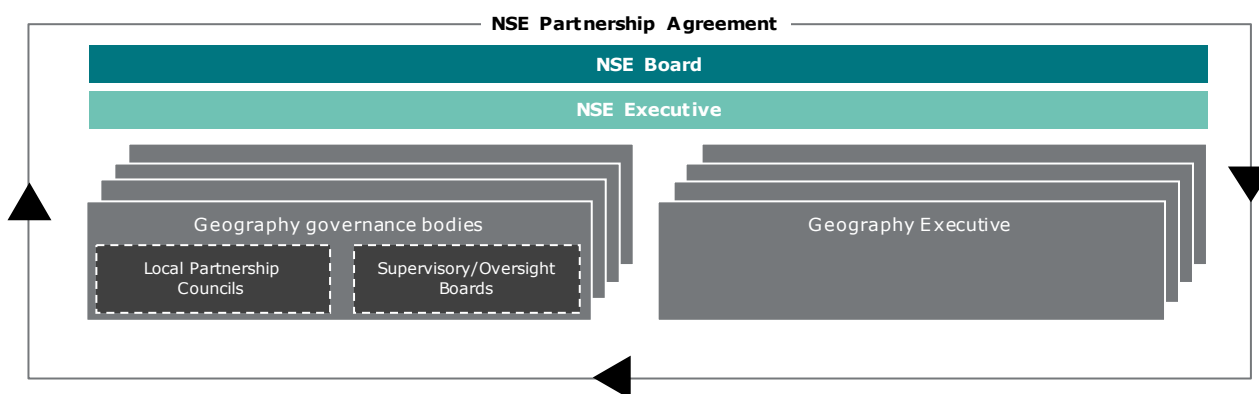 NSE Partnership Agreement
NSE Board
NSE Executive
Geography governance bodies
Local Partnership
Councils
Supervisory/Oversight
Boards
Geography Executive